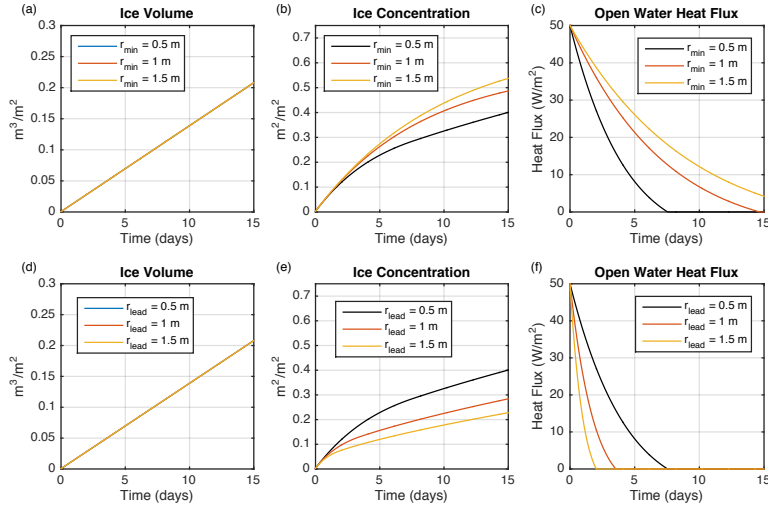 (a)
Ice Volume
0.3
0.25
0.2
0.15
0.1
0.05
0
m³/m²
r_min = 0.5 m
r_min = 1 m
r_min = 1.5 m
0 5 10 15
Time (days)
(b)
Ice Concentration
0.7
0.6
0.5
0.4
0.3
0.2
0.1
0
m²/m²
r_min = 0.5 m
r_min = 1 m
r_min = 1.5 m
0 5 10 15
Time (days)
(c)
Open Water Heat Flux
50
40
30
20
10
0
Heat Flux (W/m²)
r_min = 0.5 m
r_min = 1 m
r_min = 1.5 m
0 5 10 15
Time (days)
(d)
Ice Volume
0.3
0.25
0.2
0.15
0.1
0.05
0
m³/m²
r_lead = 0.5 m
r_lead = 1 m
r_lead = 1.5 m
0 5 10 15
Time (days)
(e)
Ice Concentration
0.7
0.6
0.5
0.4
0.3
0.2
0.1
0
m²/m²
r_lead = 0.5 m
r_lead = 1 m
r_lead = 1.5 m
0 5 10 15
Time (days)
(f)
Open Water Heat Flux
50
40
30
20
10
0
Heat Flux (W/m²)
r_lead = 0.5 m
r_lead = 1 m
r_lead = 1.5 m
0 5 10 15
Time (days)